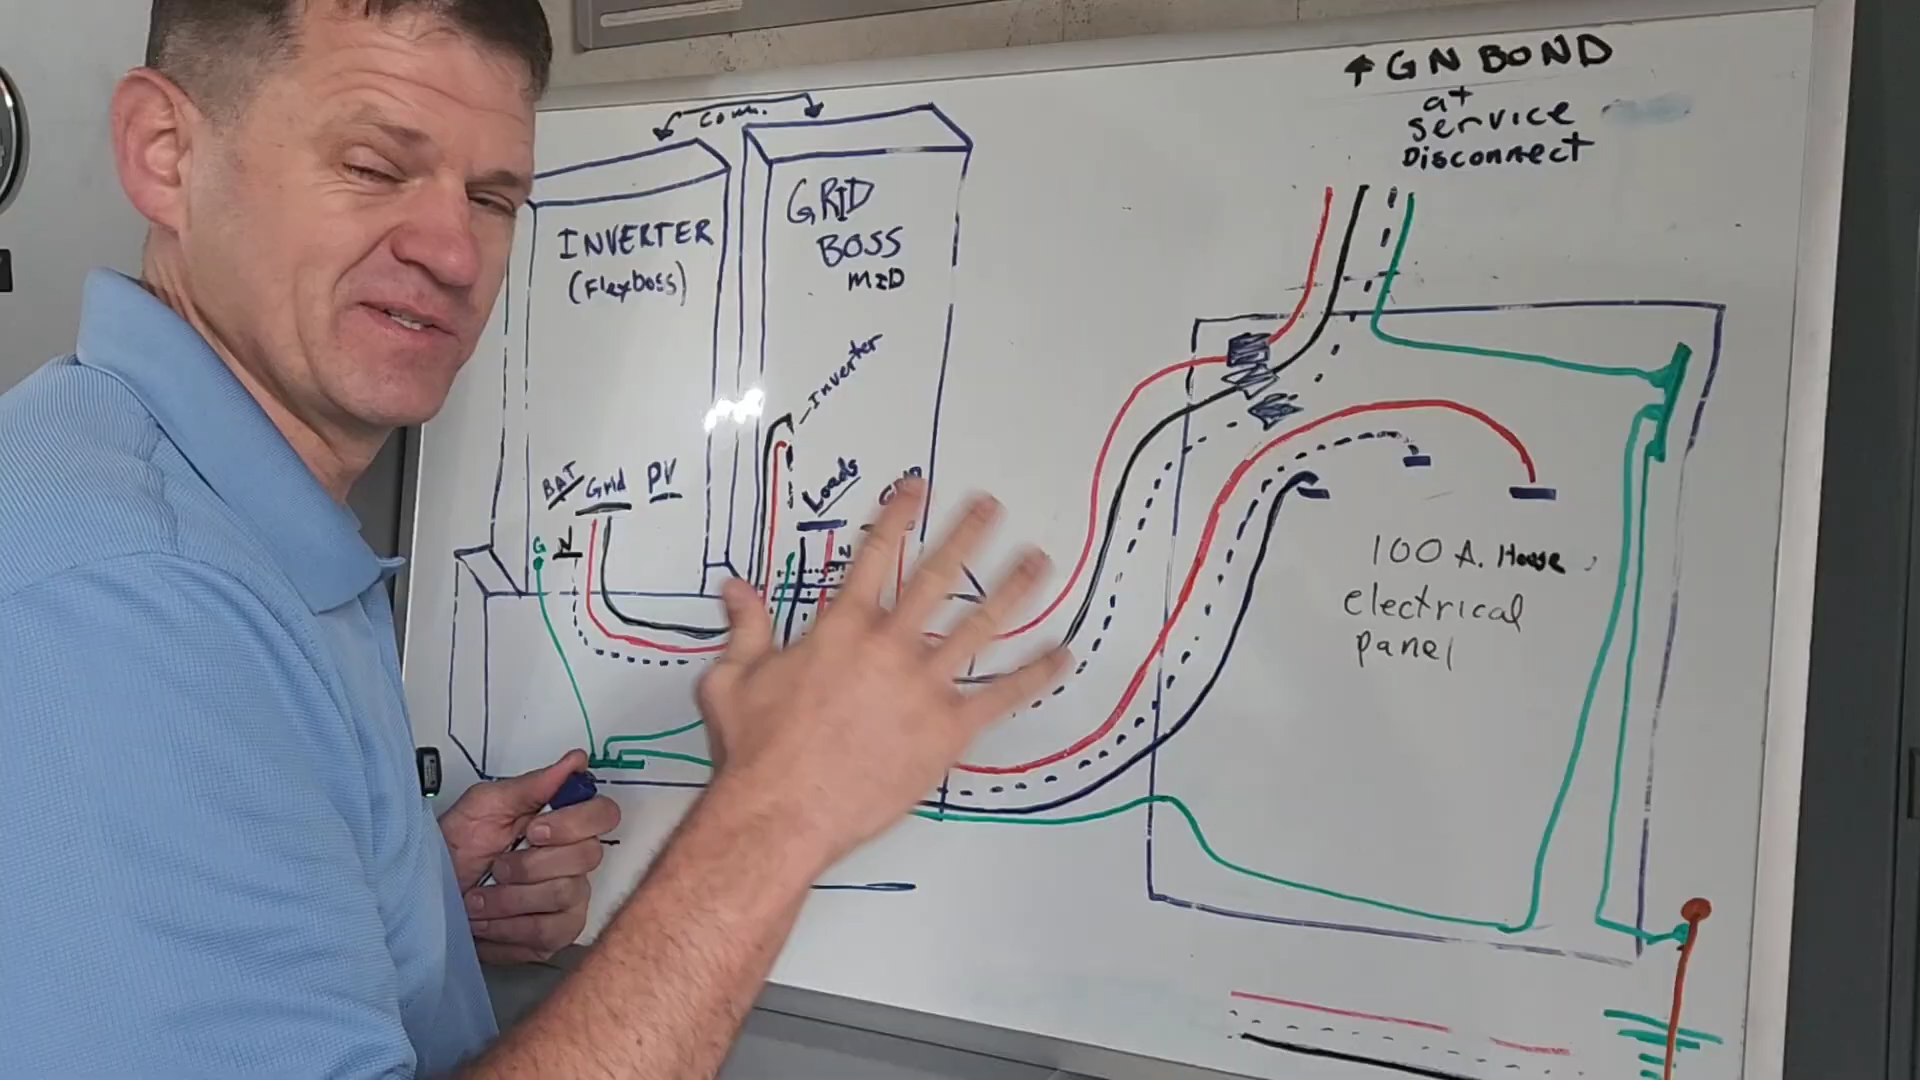 ↑ GN BOND
at
service
Disconnect
Comm.
INVERTER
(Flexboss)
GRID
BOSS
MID
Inverter
BAT
Grid
PV
Loads
G
N
N
100 A. House
electrical
panel